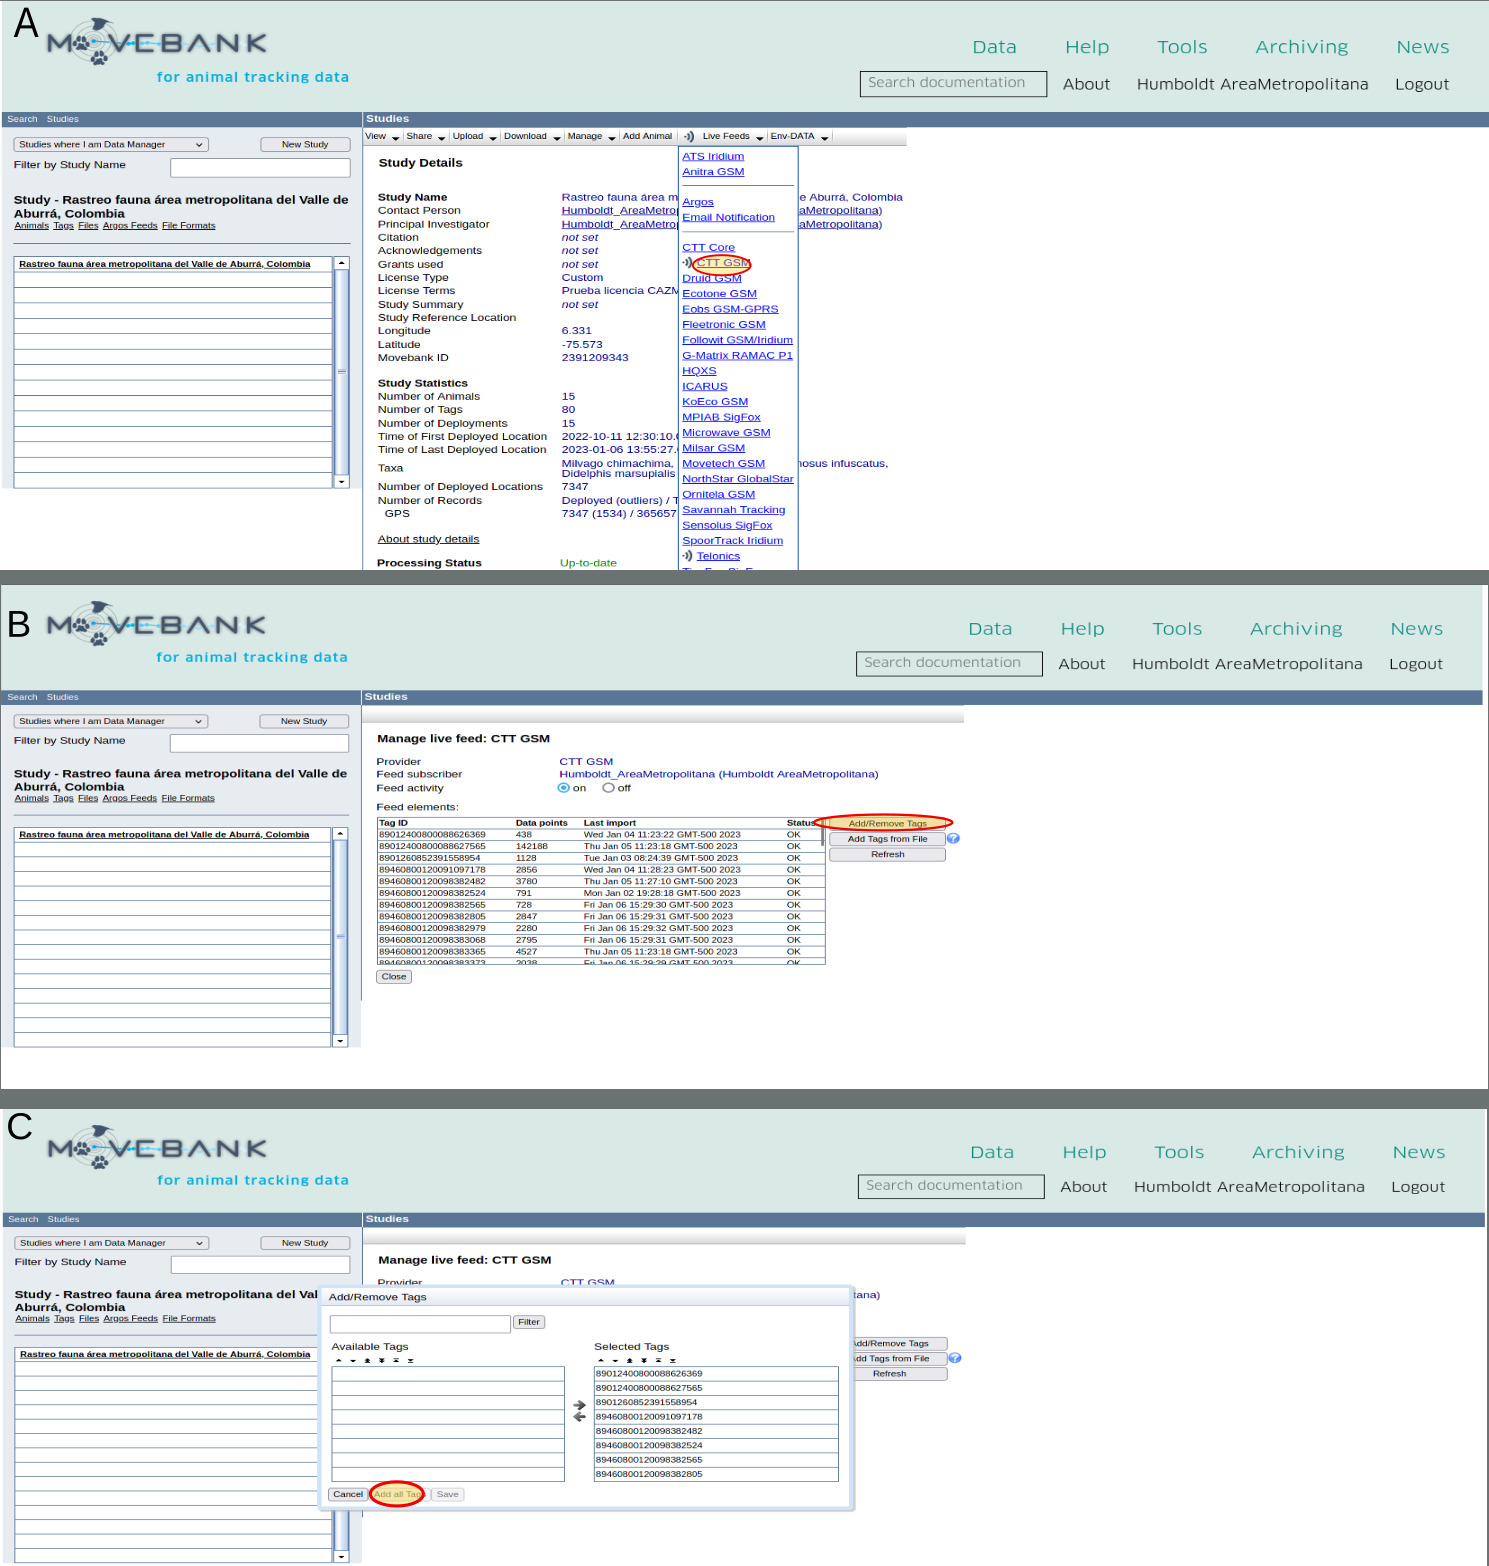 A
MOVEBANK
for animal tracking data
Data Help Tools Archiving News
Search documentation About Humboldt AreaMetropolitana Logout
Search Studies
Studies
Studies where I am Data Manager New Study
Filter by Study Name
Study - Rastreo fauna área metropolitana del Valle de
Aburrá, Colombia
Animals Tags Files Argos Feeds File Formats
Rastreo fauna área metropolitana del Valle de Aburrá, Colombia
View Share Upload Download Manage Add Animal Live Feeds Env-DATA
Study Details
Study Name Rastreo fauna área m e Aburrá, Colombia
Contact Person Humboldt_AreaMetrop aMetropolitana)
Principal Investigator Humboldt_AreaMetrop aMetropolitana)
Citation not set
Acknowledgements not set
Grants used not set
License Type Custom
License Terms Prueba licencia CAZM
Study Summary not set
Study Reference Location
Longitude 6.331
Latitude -75.573
Movebank ID 2391209343
Study Statistics
Number of Animals 15
Number of Tags 80
Number of Deployments 15
Time of First Deployed Location 2022-10-11 12:30:10.
Time of Last Deployed Location 2023-01-06 13:55:27.
Taxa Milvago chimachima, nosus infuscatus,
Didelphis marsupialis
Number of Deployed Locations 7347
Number of Records Deployed (outliers) / T
GPS 7347 (1534) / 365657
About study details
Processing Status Up-to-date
ATS Iridium
Anitra GSM
Argos
Email Notification
CTT Core
CTT GSM
Druid GSM
Ecotone GSM
Eobs GSM-GPRS
Fleetronic GSM
Followit GSM/Iridium
G-Matrix RAMAC P1
HQXS
ICARUS
KoEco GSM
MPIAB SigFox
Microwave GSM
Milsar GSM
Movetech GSM
NorthStar GlobalStar
Ornitela GSM
Savannah Tracking
Sensolus SigFox
SpoorTrack Iridium
Telonics
B
MOVEBANK
for animal tracking data
Data Help Tools Archiving News
Search documentation About Humboldt AreaMetropolitana Logout
Search Studies
Studies
Studies where I am Data Manager New Study
Filter by Study Name
Study - Rastreo fauna área metropolitana del Valle de
Aburrá, Colombia
Animals Tags Files Argos Feeds File Formats
Rastreo fauna área metropolitana del Valle de Aburrá, Colombia
Manage live feed: CTT GSM
Provider CTT GSM
Feed subscriber Humboldt_AreaMetropolitana (Humboldt AreaMetropolitana)
Feed activity on off
Feed elements:
Tag ID Data points Last import Status
89012400800088626369 438 Wed Jan 04 11:23:22 GMT-500 2023 OK
89012400800088627565 142188 Thu Jan 05 11:23:18 GMT-500 2023 OK
8901260852391558954 1128 Tue Jan 03 08:24:39 GMT-500 2023 OK
89460800120091097178 2856 Wed Jan 04 11:28:23 GMT-500 2023 OK
89460800120098382482 3780 Thu Jan 05 11:27:10 GMT-500 2023 OK
89460800120098382524 791 Mon Jan 02 19:28:18 GMT-500 2023 OK
89460800120098382565 728 Fri Jan 06 15:29:30 GMT-500 2023 OK
89460800120098382805 2847 Fri Jan 06 15:29:31 GMT-500 2023 OK
89460800120098382979 2280 Fri Jan 06 15:29:32 GMT-500 2023 OK
89460800120098383068 2795 Fri Jan 06 15:29:31 GMT-500 2023 OK
89460800120098383365 4527 Thu Jan 05 11:23:18 GMT-500 2023 OK
89460800120098383373 2038 Fri Jan 06 15:29:29 GMT-500 2023 OK
Add/Remove Tags
Add Tags from File
Refresh
Close
C
MOVEBANK
for animal tracking data
Data Help Tools Archiving News
Search documentation About Humboldt AreaMetropolitana Logout
Search Studies
Studies
Studies where I am Data Manager New Study
Filter by Study Name
Study - Rastreo fauna área metropolitana del Val
Aburrá, Colombia
Animals Tags Files Argos Feeds File Formats
Rastreo fauna área metropolitana del Valle de Aburrá, Colombia
Manage live feed: CTT GSM
Provider CTT GSM
tana)
Add/Remove Tags
Filter
Available Tags Selected Tags
89012400800088626369
89012400800088627565
8901260852391558954
89460800120091097178
89460800120098382482
89460800120098382524
89460800120098382565
89460800120098382805
Cancel Add all Tags Save
dd/Remove Tags
dd Tags from File
Refresh